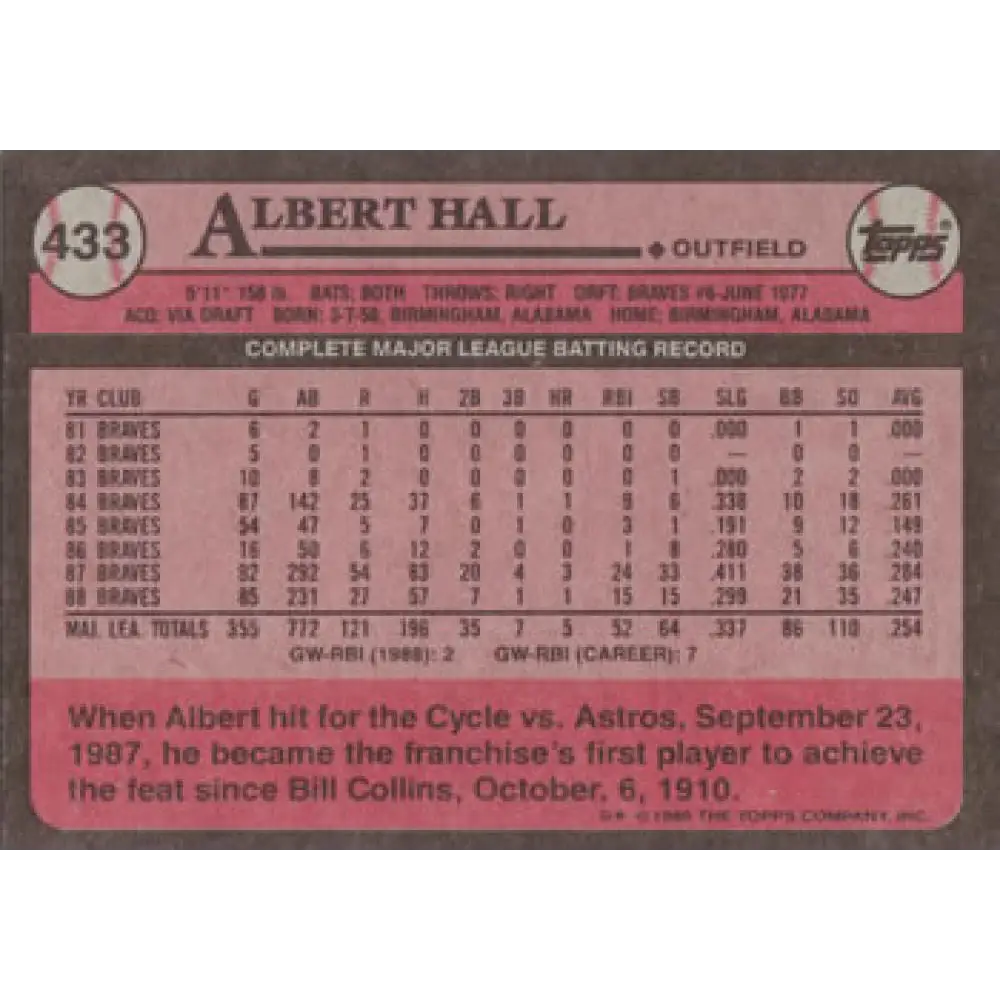 433 ALBERT HALL ◆ OUTFIELD Topps®
5'11" 158 lb. BATS: BOTH THROWS: RIGHT DRFT: BRAVES #6-JUNE 1977
ACQ: VIA DRAFT BORN: 3-7-58, BIRMINGHAM, ALABAMA HOME: BIRMINGHAM, ALABAMA
COMPLETE MAJOR LEAGUE BATTING RECORD
YR CLUB G AB R H 2B 3B HR RBI SB SLG BB SO AVG
81 BRAVES 6 2 1 0 0 0 0 0 0 .000 1 1 .000
82 BRAVES 5 0 1 0 0 0 0 0 0 — 0 0 —
83 BRAVES 10 8 2 0 0 0 0 0 1 .000 2 2 .000
84 BRAVES 87 142 25 37 6 1 1 9 6 .338 10 18 .261
85 BRAVES 54 47 5 7 0 1 0 3 1 .191 9 12 .149
86 BRAVES 16 50 6 12 2 0 0 1 8 .280 5 6 .240
87 BRAVES 92 292 54 83 20 4 3 24 33 .411 38 36 .284
88 BRAVES 85 231 27 57 7 1 1 15 15 .299 21 35 .247
MAJ. LEA. TOTALS 355 772 121 196 35 7 5 52 64 .337 86 110 .254
GW-RBI (1988): 2 GW-RBI (CAREER): 7
When Albert hit for the Cycle vs. Astros, September 23,
1987, he became the franchise's first player to achieve
the feat since Bill Collins, October, 6, 1910.
© THE TOPPS COMPANY, INC.